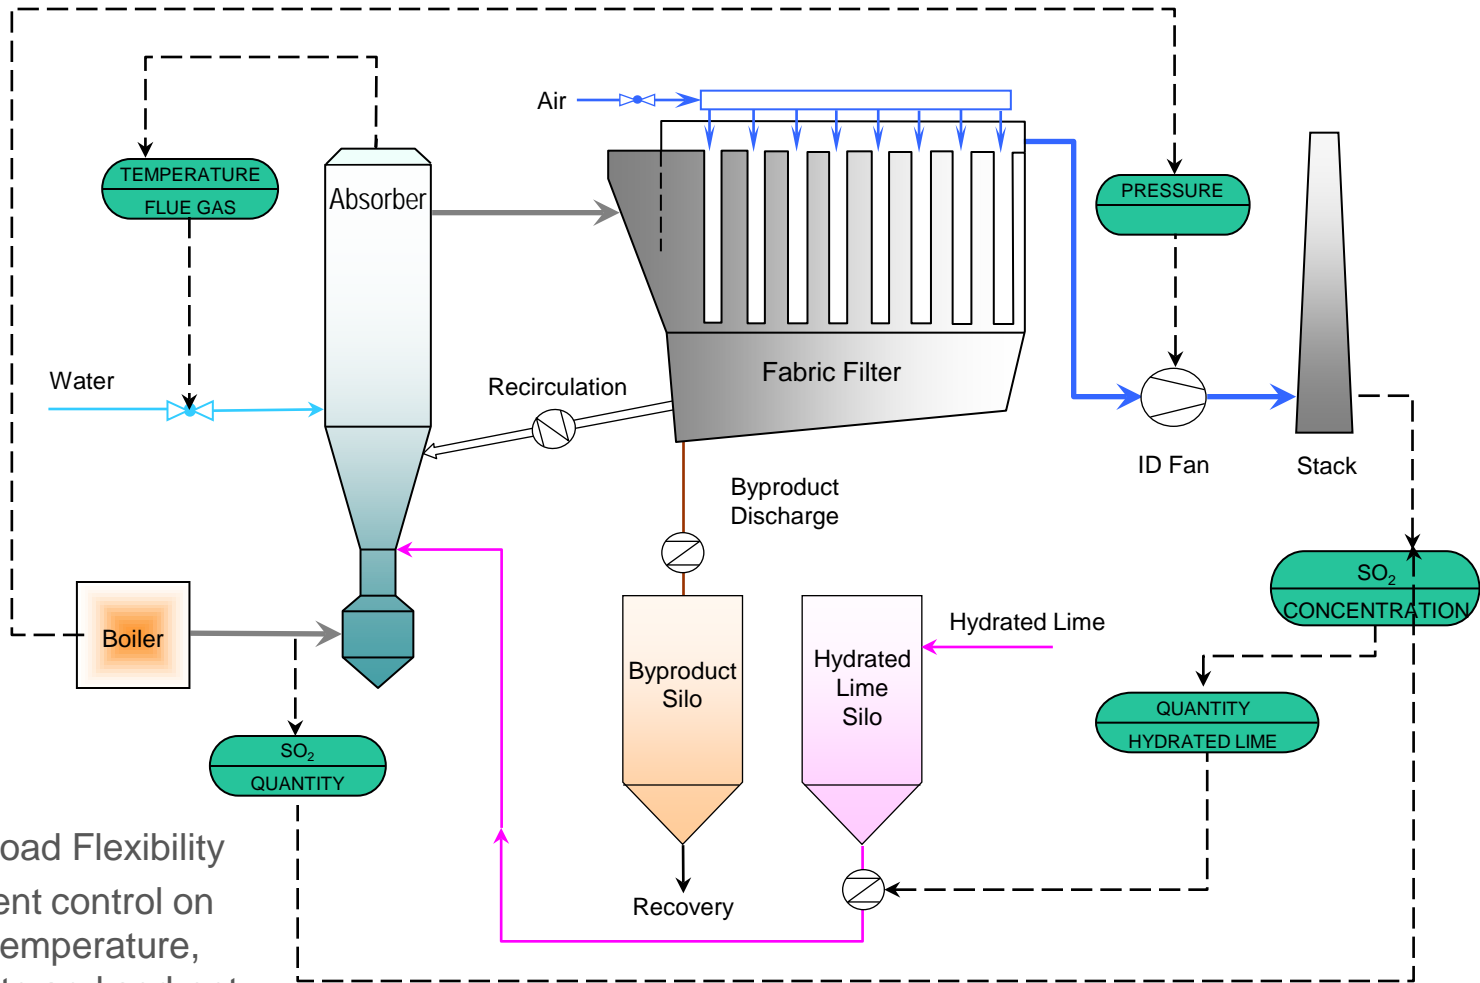 Air
TEMPERATURE
FLUE GAS
Absorber
PRESSURE
Water
Recirculation
Fabric Filter
ID Fan
Stack
Byproduct
Discharge
SO₂
CONCENTRATION
Boiler
Hydrated Lime
Byproduct
Silo
Hydrated
Lime
Silo
QUANTITY
HYDRATED LIME
SO₂
QUANTITY
Recovery
oad Flexibility
ent control on
emperature,